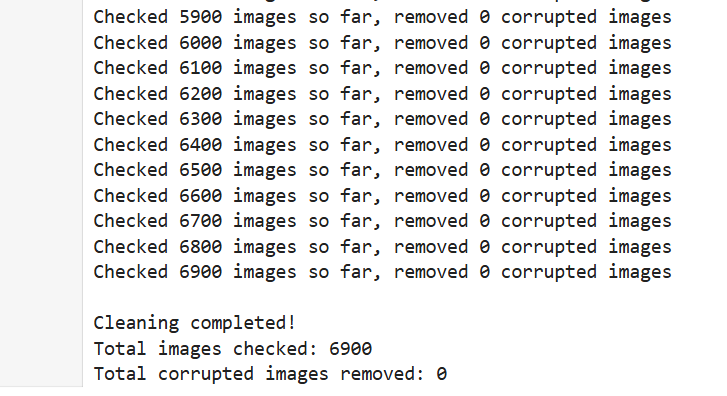 Checked 5900 images so far, removed 0 corrupted images
Checked 6000 images so far, removed 0 corrupted images
Checked 6100 images so far, removed 0 corrupted images
Checked 6200 images so far, removed 0 corrupted images
Checked 6300 images so far, removed 0 corrupted images
Checked 6400 images so far, removed 0 corrupted images
Checked 6500 images so far, removed 0 corrupted images
Checked 6600 images so far, removed 0 corrupted images
Checked 6700 images so far, removed 0 corrupted images
Checked 6800 images so far, removed 0 corrupted images
Checked 6900 images so far, removed 0 corrupted images

Cleaning completed!
Total images checked: 6900
Total corrupted images removed: 0